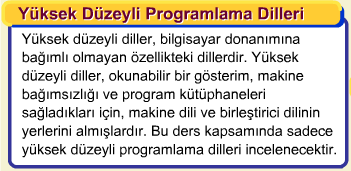 Yüksek Düzeyli Programlama Dilleri
Yüksek düzeyli diller, bilgisayar donanımına
bağımlı olmayan özellikteki dillerdir. Yüksek
düzeyli diller, okunabilir bir gösterim, makine
bağımsızlığı ve program kütüphaneleri
sağladıkları için, makine dili ve birleştirici dilinin
yerlerini almışlardır. Bu ders kapsamında sadece
yüksek düzeyli programlama dilleri incelenecektir.